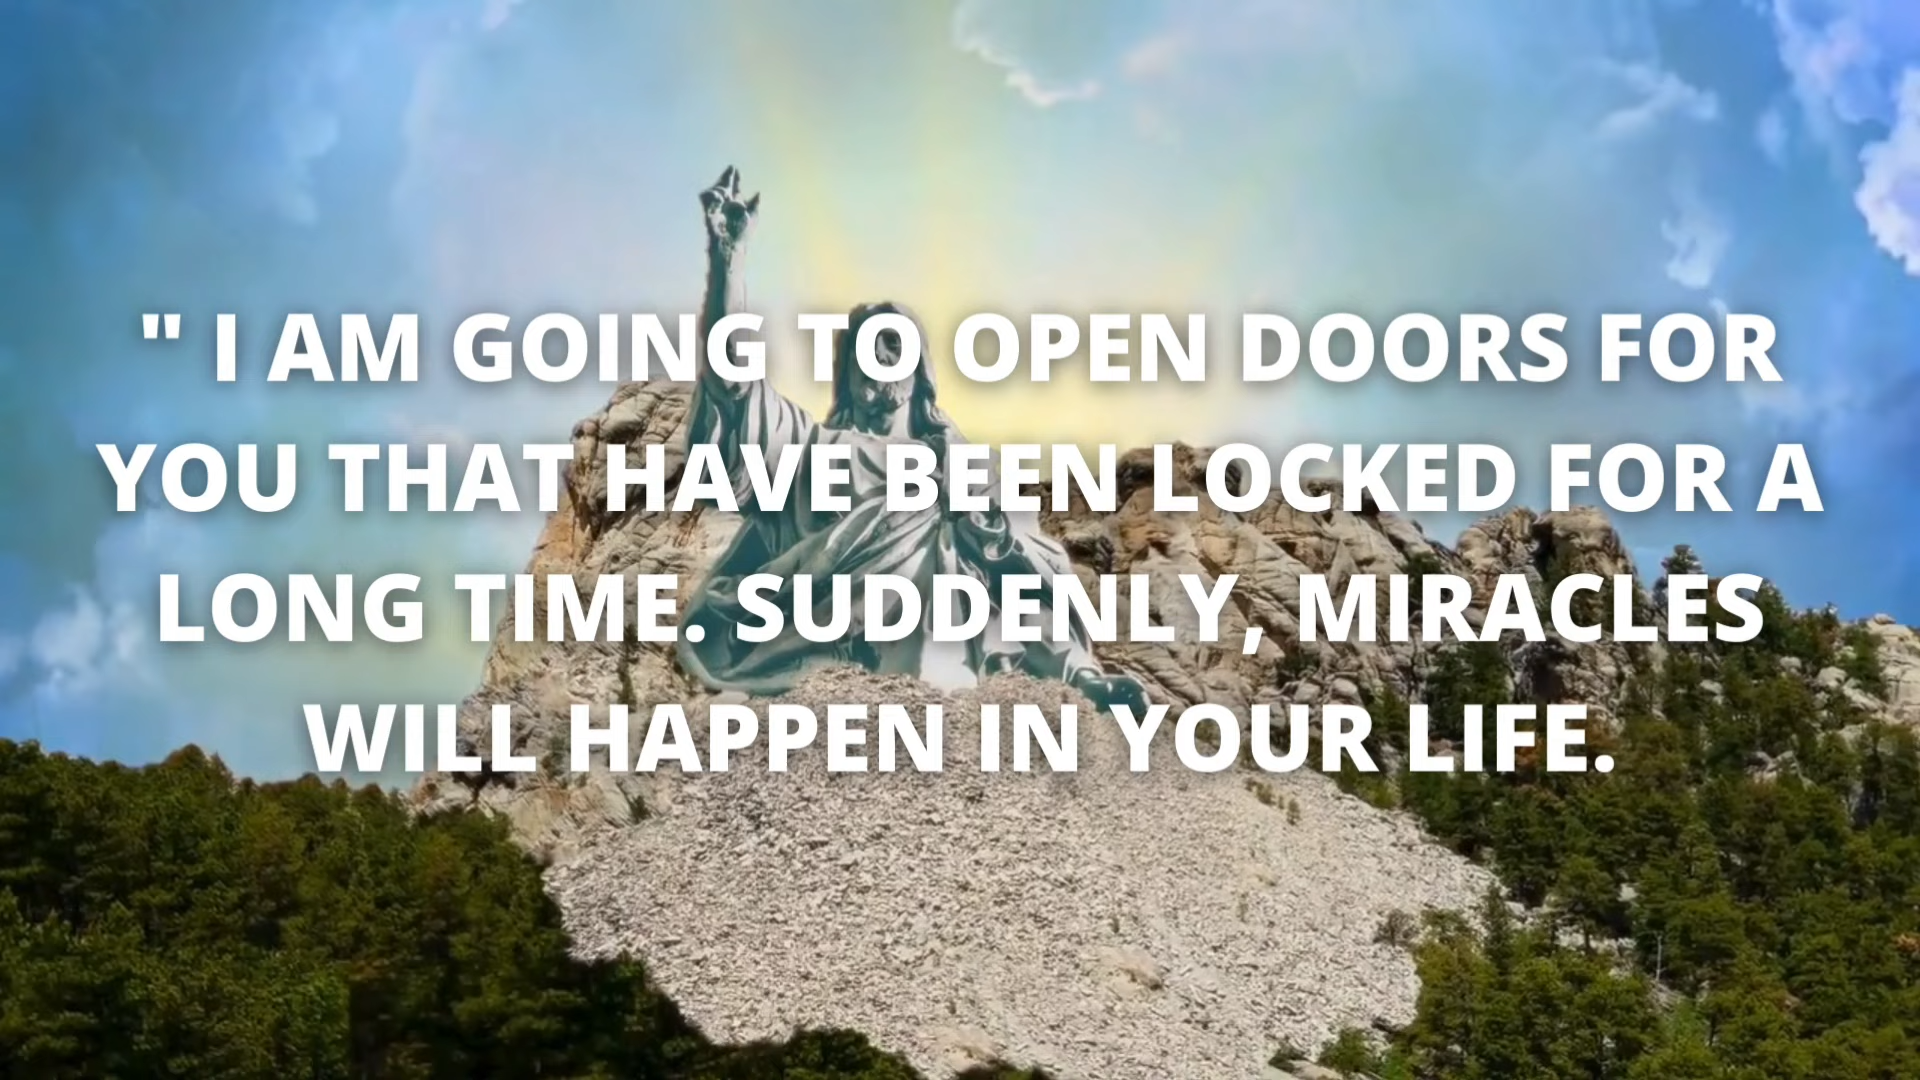 " I AM GOING TO OPEN DOORS FOR
YOU THAT HAVE BEEN LOCKED FOR A
LONG TIME. SUDDENLY, MIRACLES
WILL HAPPEN IN YOUR LIFE.